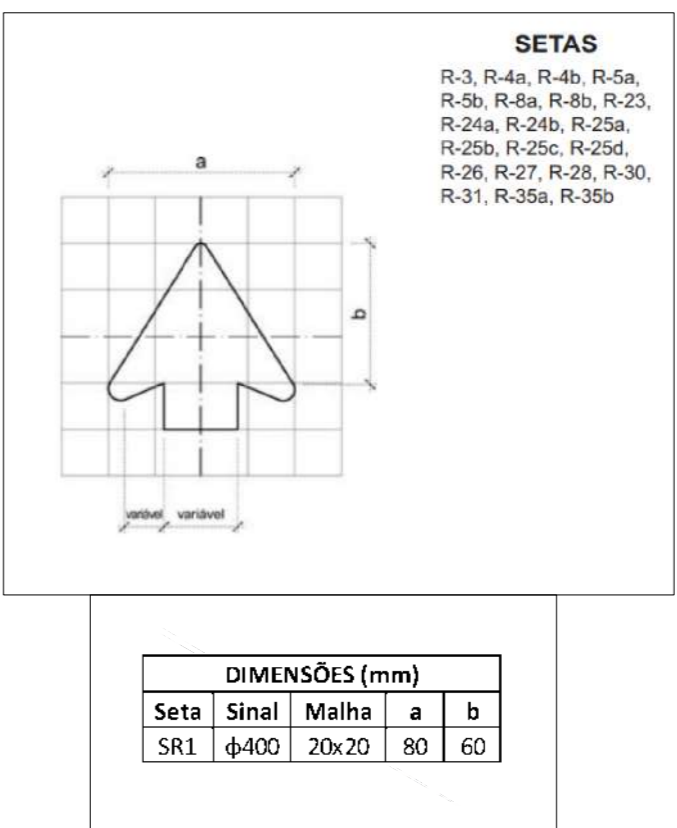 SETAS
R-3, R-4a, R-4b, R-5a,
R-5b, R-8a, R-8b, R-23,
R-24a, R-24b, R-25a,
R-25b, R-25c, R-25d,
R-26, R-27, R-28, R-30,
R-31, R-35a, R-35b
a
b
variável variável
DIMENSÕES (mm)
Seta Sinal Malha a b
SR1 ϕ400 20x20 80 60